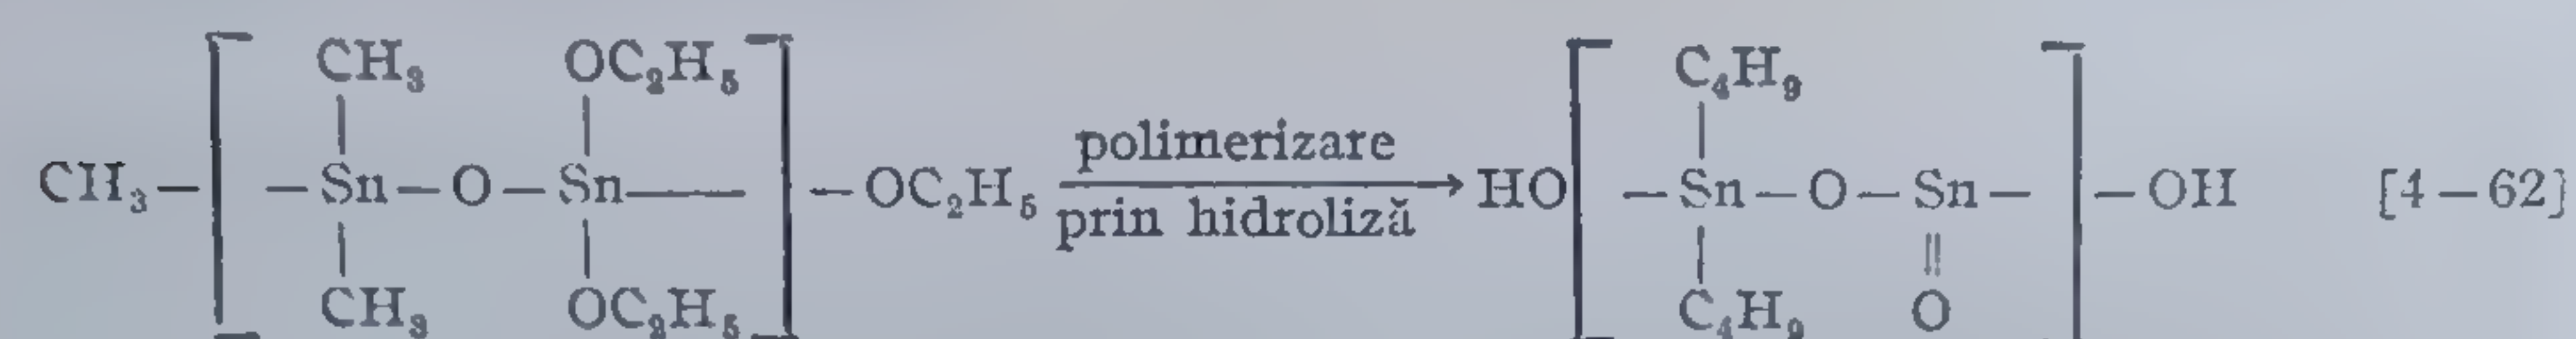 CH₃ OC₂H₅ C₄H₉
polimerizare
CH₃— [ —Sn—O—Sn— ] —OC₂H₅ → HO [ —Sn—O—Sn— ] —OH [4—62]
prin hidroliză
CH₃ OC₂H₅ C₄H₉ O